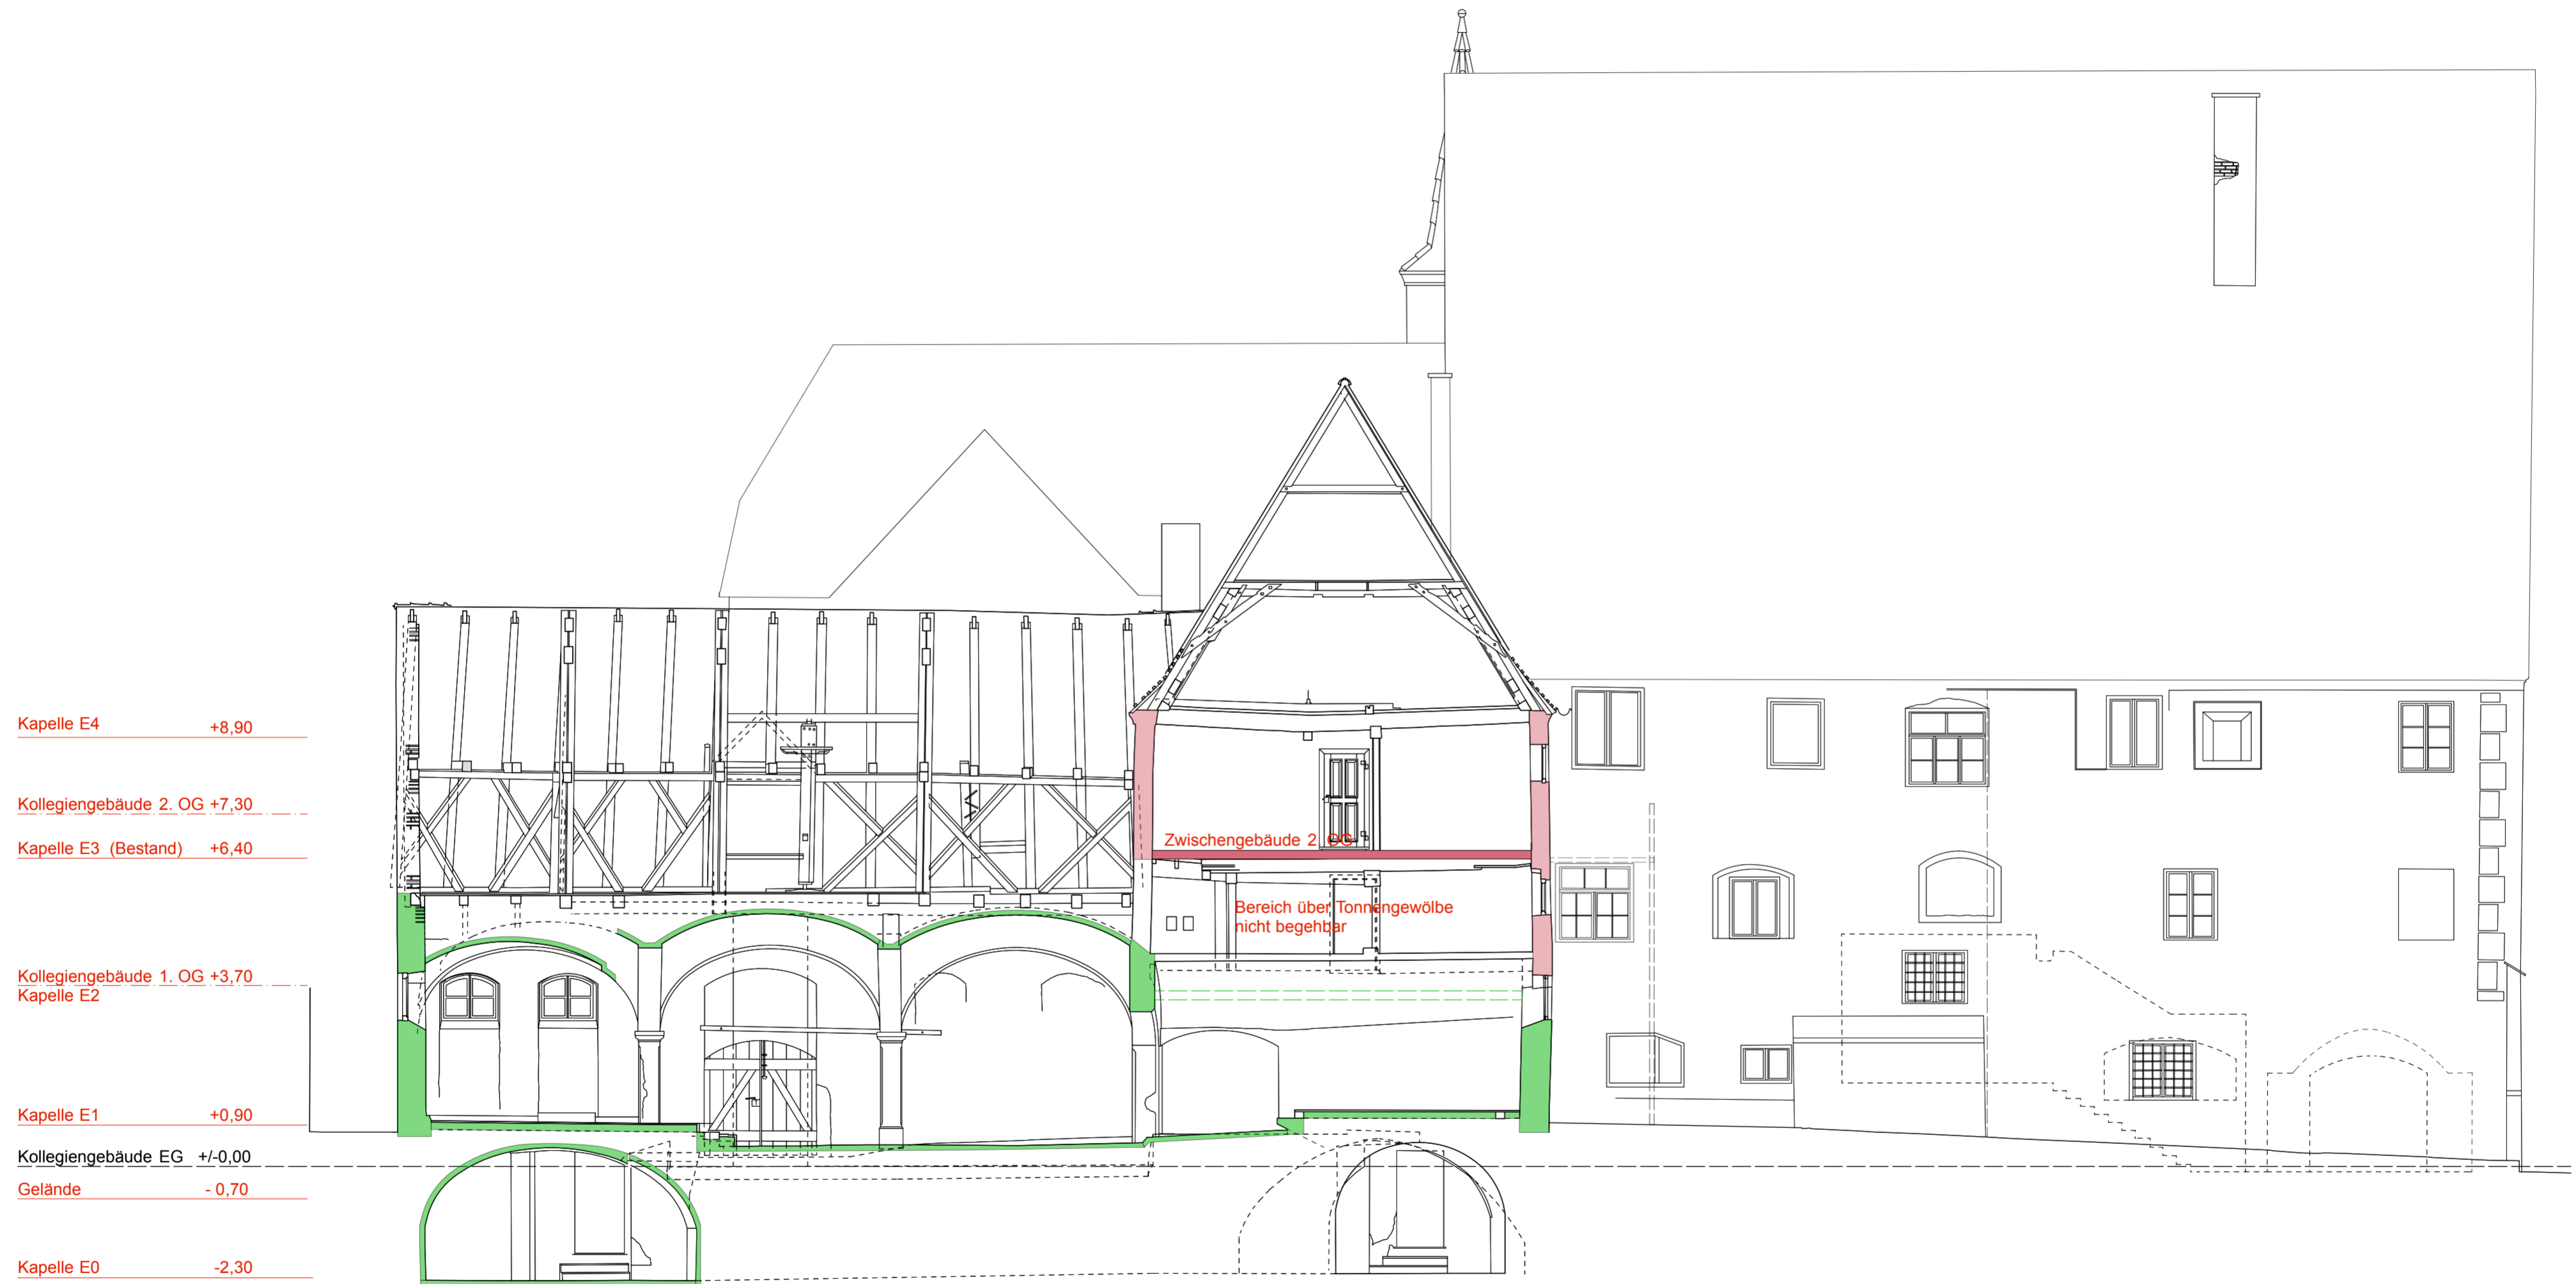 Kapelle E4 +8,90
Kollegiengebäude 2. OG +7,30
Zwischengebäude 2. OG
Kapelle E3 (Bestand) +6,40
Bereich über Tonnengewölbe
nicht begehbar
Kollegiengebäude 1. OG +3,70
Kapelle E2
Kapelle E1 +0,90
Kollegiengebäude EG +/-0,00
Gelände - 0,70
Kapelle E0 -2,30